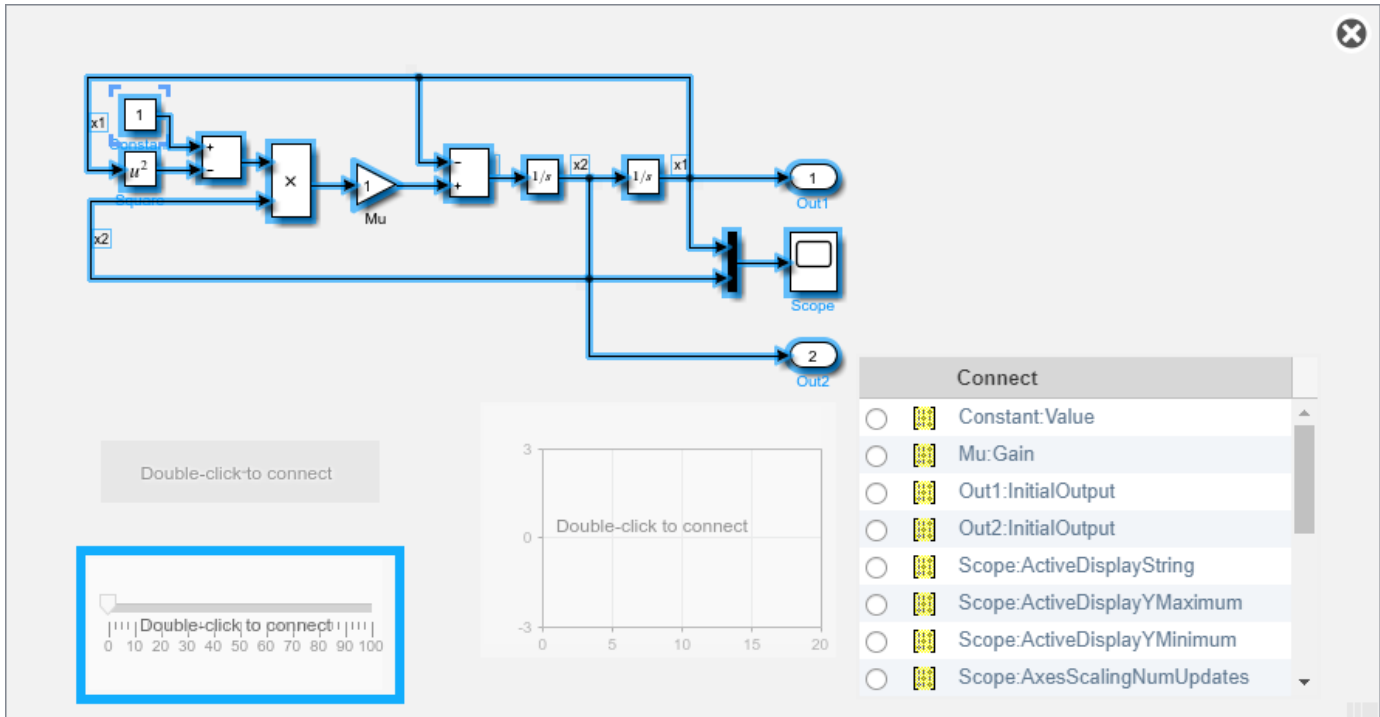 x1
1
Constan
u²
Square
+
−
×
1
Mu
−
+
1/s
x2
1/s
x1
1
Out1
x2
Scope
2
Out2
Connect
Constant:Value
Mu:Gain
Out1:InitialOutput
Out2:InitialOutput
Scope:ActiveDisplayString
Scope:ActiveDisplayYMaximum
Scope:ActiveDisplayYMinimum
Scope:AxesScalingNumUpdates
Double-click to connect
3
0
-3
Double-click to connect
0 5 10 15 20
Double-click to connect
0 10 20 30 40 50 60 70 80 90 100